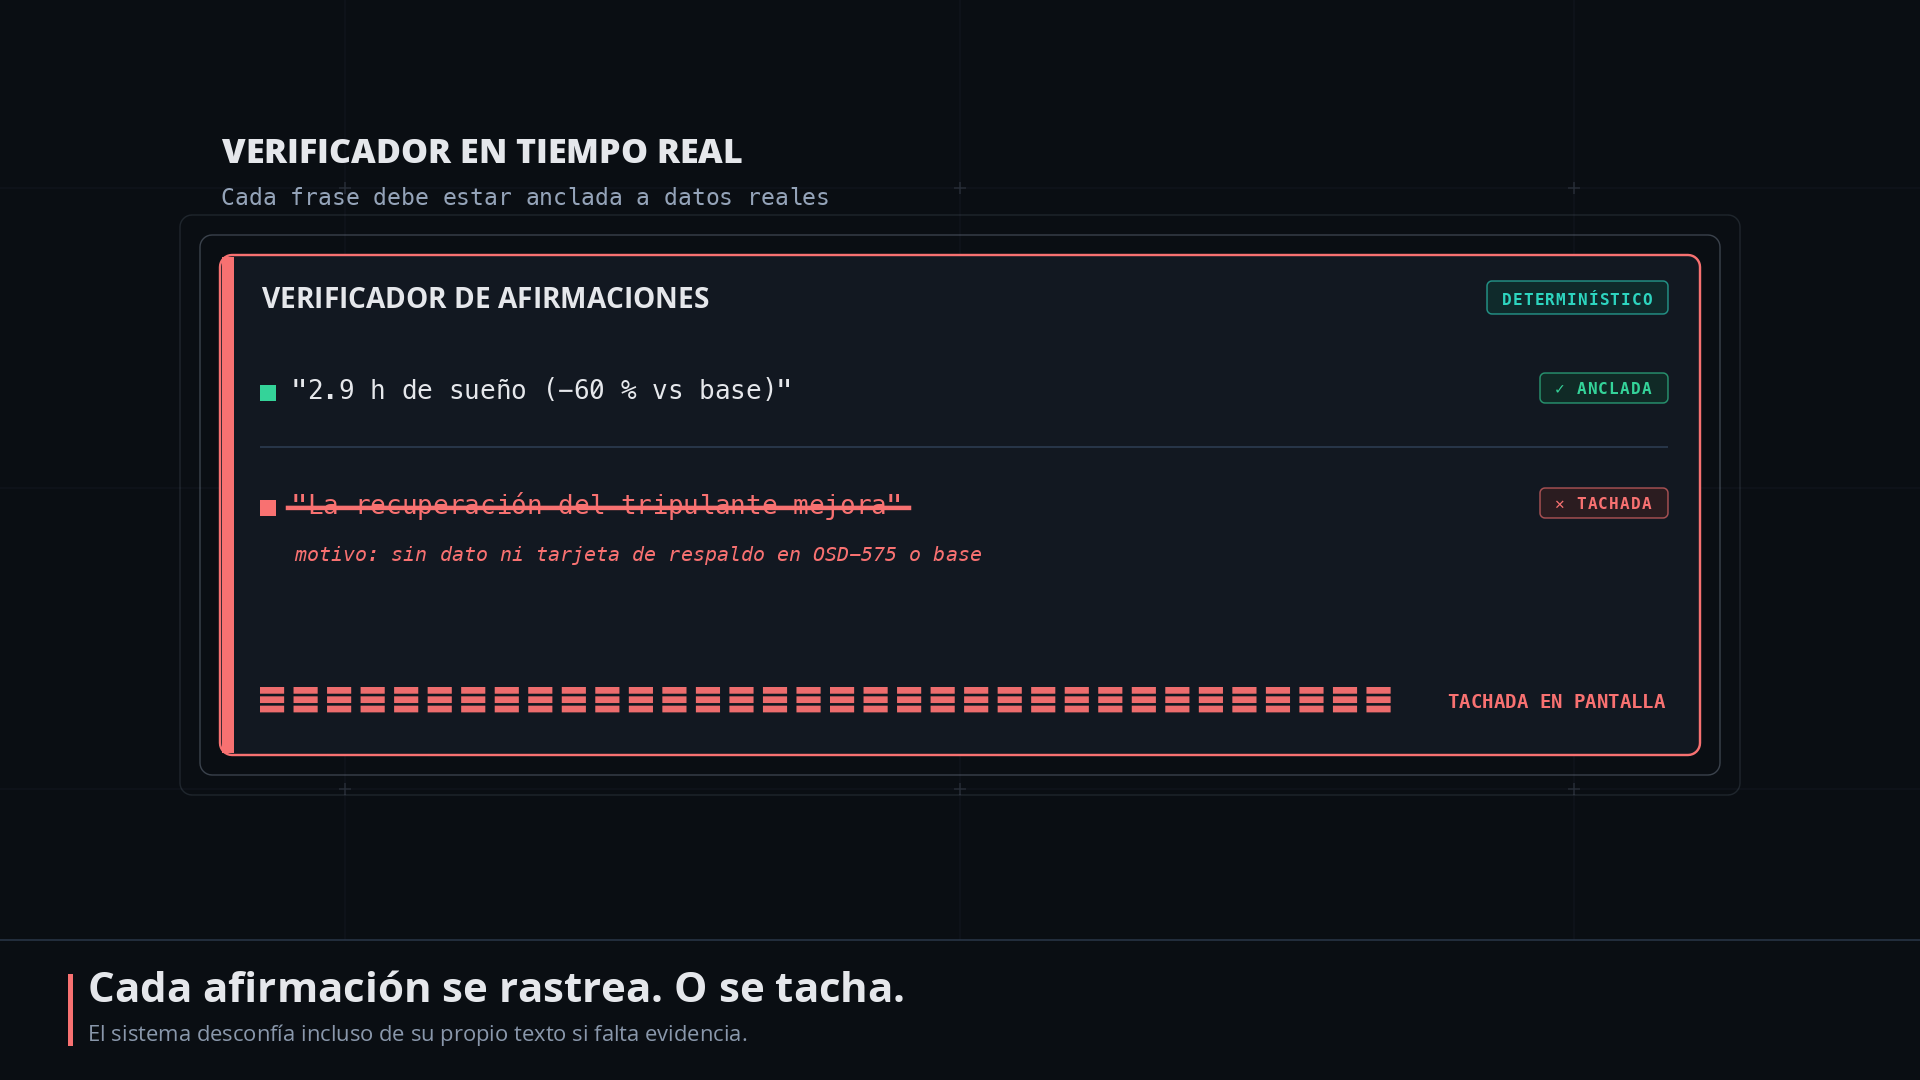 VERIFICADOR EN TIEMPO REAL
Cada frase debe estar anclada a datos reales
VERIFICADOR DE AFIRMACIONES
DETERMINÍSTICO
"2.9 h de sueño (−60 % vs base)"
✓ ANCLADA
"La recuperación del tripulante mejora"
× TACHADA
motivo: sin dato ni tarjeta de respaldo en OSD−575 o base
TACHADA EN PANTALLA
Cada afirmación se rastrea. O se tacha.
El sistema desconfía incluso de su propio texto si falta evidencia.